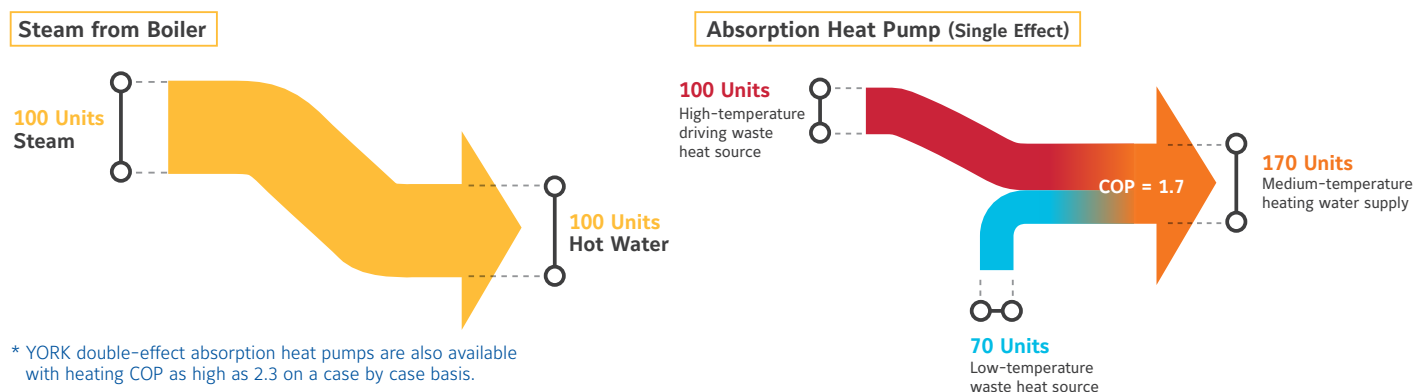 Steam from Boiler
100 Units
Steam
100 Units
Hot Water
* YORK double-effect absorption heat pumps are also available
with heating COP as high as 2.3 on a case by case basis.
Absorption Heat Pump (Single Effect)
100 Units
High-temperature
driving waste
heat source
COP = 1.7
170 Units
Medium-temperature
heating water supply
70 Units
Low-temperature
waste heat source